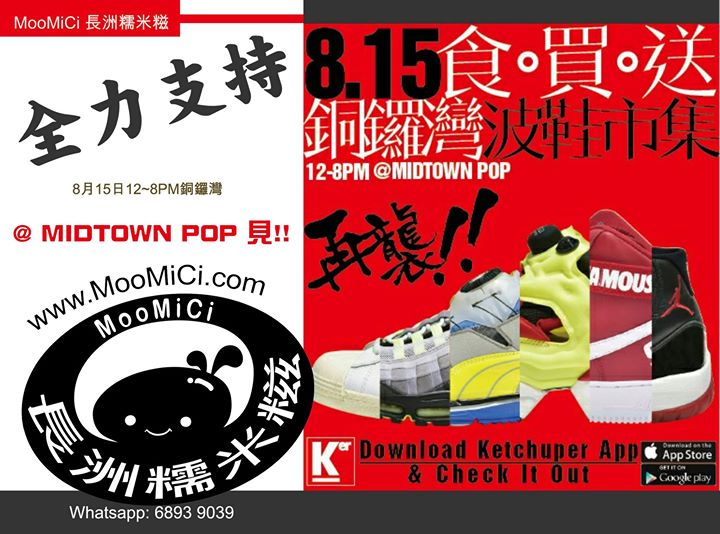 MooMiCi 長洲糯米糍
全力支持
8月15日12~8PM銅鑼灣
@ MIDTOWN POP 見!!
www.MooMiCi.com
MooMiCi
長洲糯米糍
Whatsapp: 6893 9039
8.15食・買・送
銅鑼灣波鞋市集
12-8PM @MIDTOWN POP
再襲!!
AMOUS
Ker
Download Ketchuper App
& Check It Out
Download on the
App Store
GET IT ON
Google play